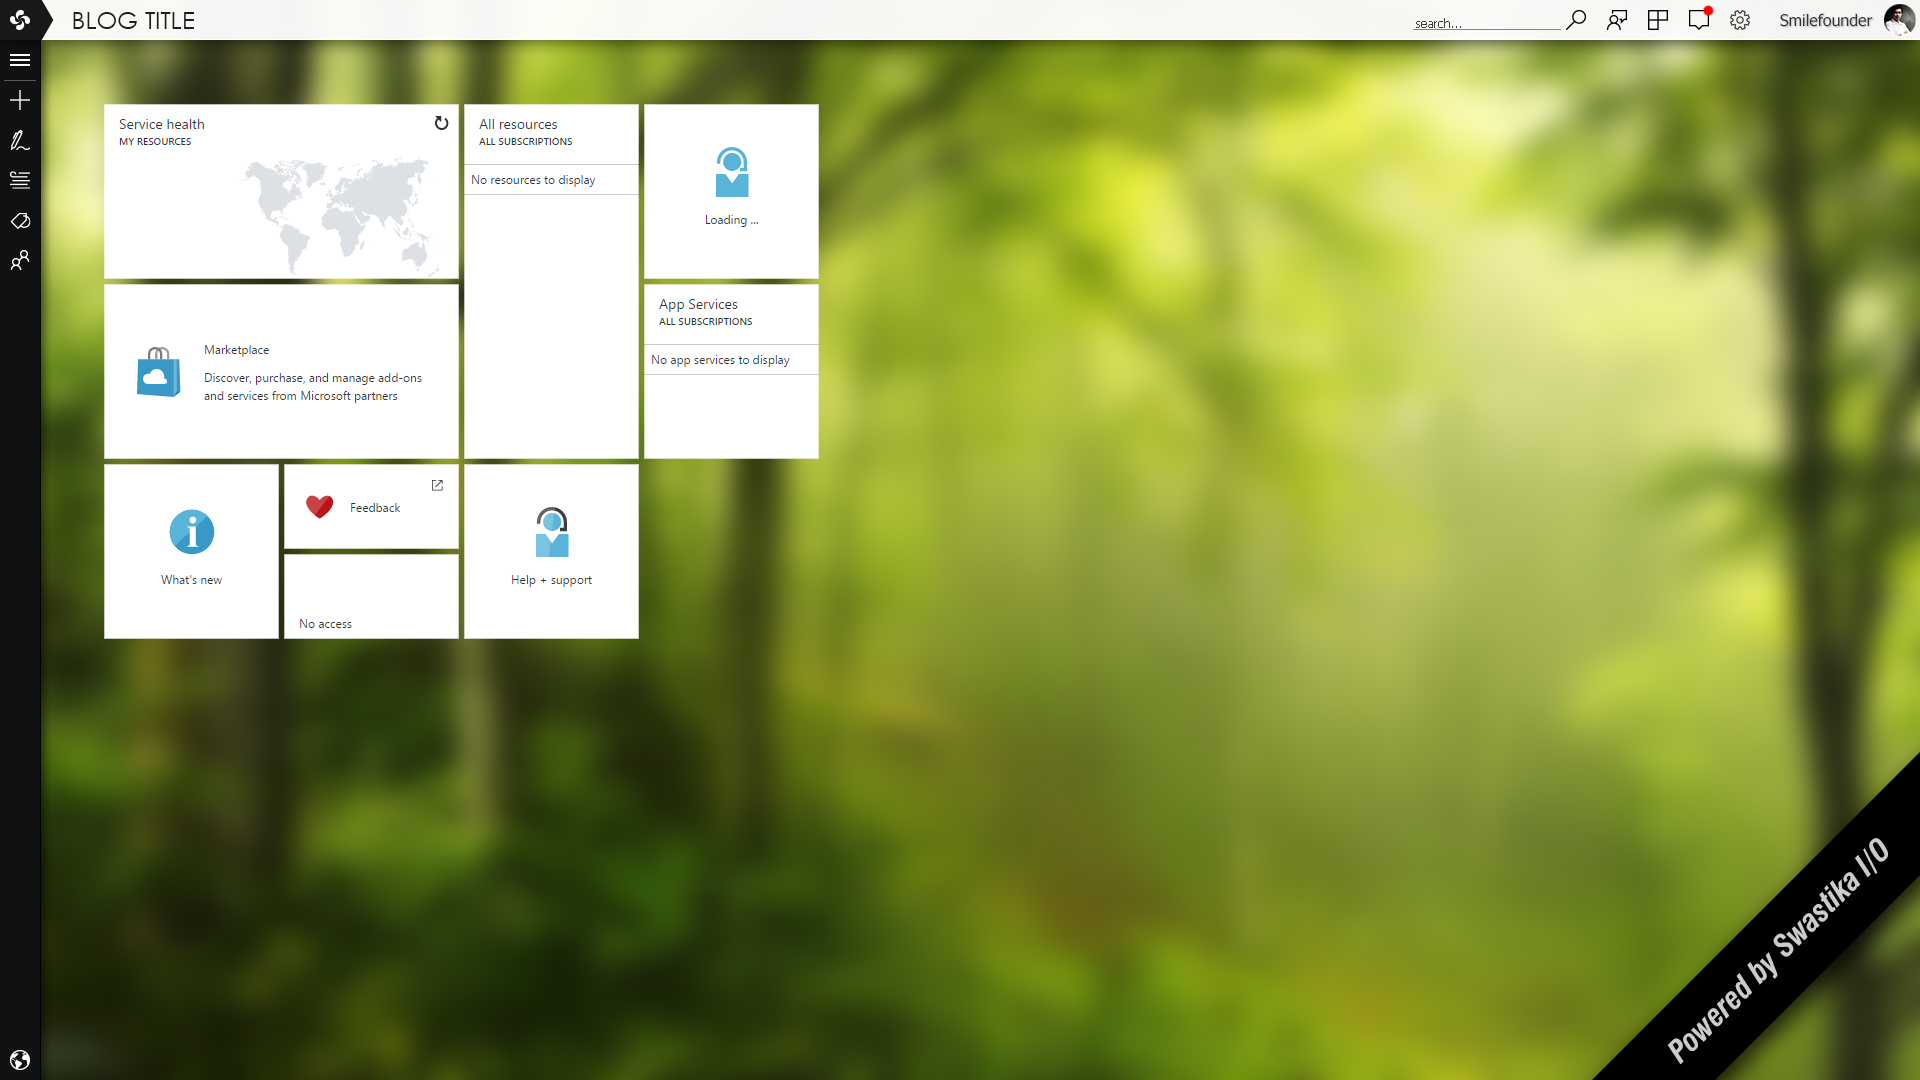 BLOG TITLE
search...
Smilefounder
Service health
MY RESOURCES
All resources
ALL SUBSCRIPTIONS
No resources to display
Loading ...
Marketplace
Discover, purchase, and manage add-ons
and services from Microsoft partners
App Services
ALL SUBSCRIPTIONS
No app services to display
What's new
Feedback
No access
Help + support
Powered by Swastika I/O